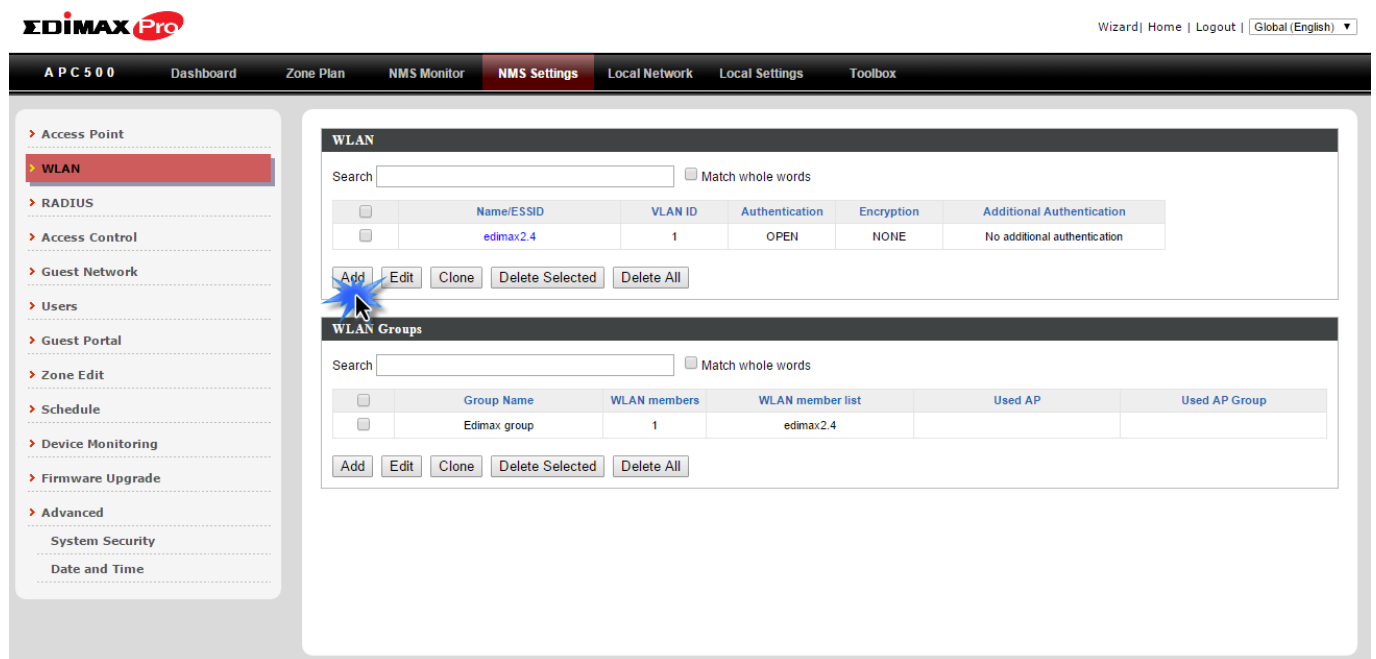 EDIMAX Pro
Wizard| Home | Logout | Global (English)
APC500 Dashboard Zone Plan NMS Monitor NMS Settings Local Network Local Settings Toolbox
Access Point
WLAN
RADIUS
Access Control
Guest Network
Users
Guest Portal
Zone Edit
Schedule
Device Monitoring
Firmware Upgrade
Advanced
System Security
Date and Time
WLAN
Search Match whole words
Name/ESSID VLAN ID Authentication Encryption Additional Authentication
edimax2.4 1 OPEN NONE No additional authentication
Add Edit Clone Delete Selected Delete All
WLAN Groups
Search Match whole words
Group Name WLAN members WLAN member list Used AP Used AP Group
Edimax group 1 edimax2.4
Add Edit Clone Delete Selected Delete All